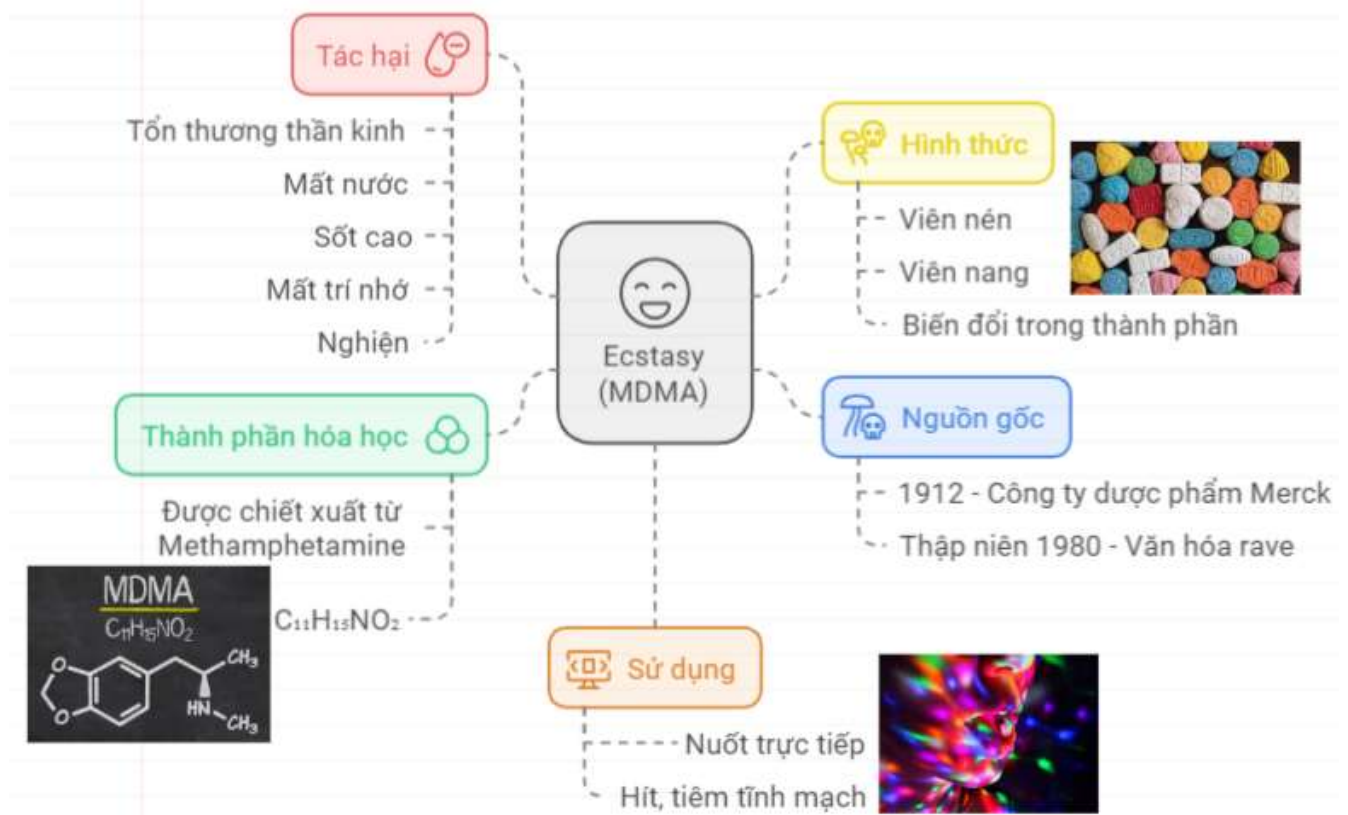 Tác hại
Tổn thương thần kinh
Mất nước
Sốt cao
Mất trí nhớ
Nghiện
Hình thức
Viên nén
Viên nang
Biến đổi trong thành phần
Ecstasy
(MDMA)
Thành phần hóa học
Được chiết xuất từ
Methamphetamine
C₁₁H₁₅NO₂
MDMA
C₁₁H₁₅NO₂
O
O
CH₃
HN
CH₃
Nguồn gốc
1912 - Công ty dược phẩm Merck
Thập niên 1980 - Văn hóa rave
Sử dụng
Nuốt trực tiếp
Hít, tiêm tĩnh mạch